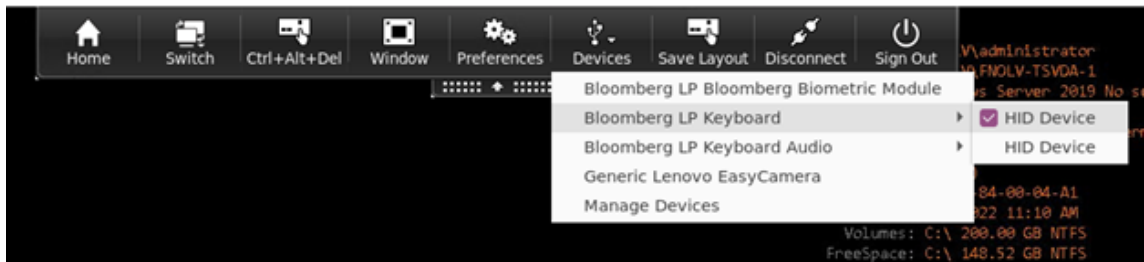 Home Switch Ctrl+Alt+Del Window Preferences Devices Save Layout Disconnect Sign Out
V\administrator
FNOLV-TSVDA-1
Server 2019 No
Bloomberg LP Bloomberg Biometric Module
Bloomberg LP Keyboard
HID Device
Bloomberg LP Keyboard Audio
HID Device
Generic Lenovo EasyCamera
Manage Devices
-84-00-04-A1
11:10 AM
Volumes: C:\ 200.00 GB NTFS
FreeSpace: C:\ 148.52 GB NTFS